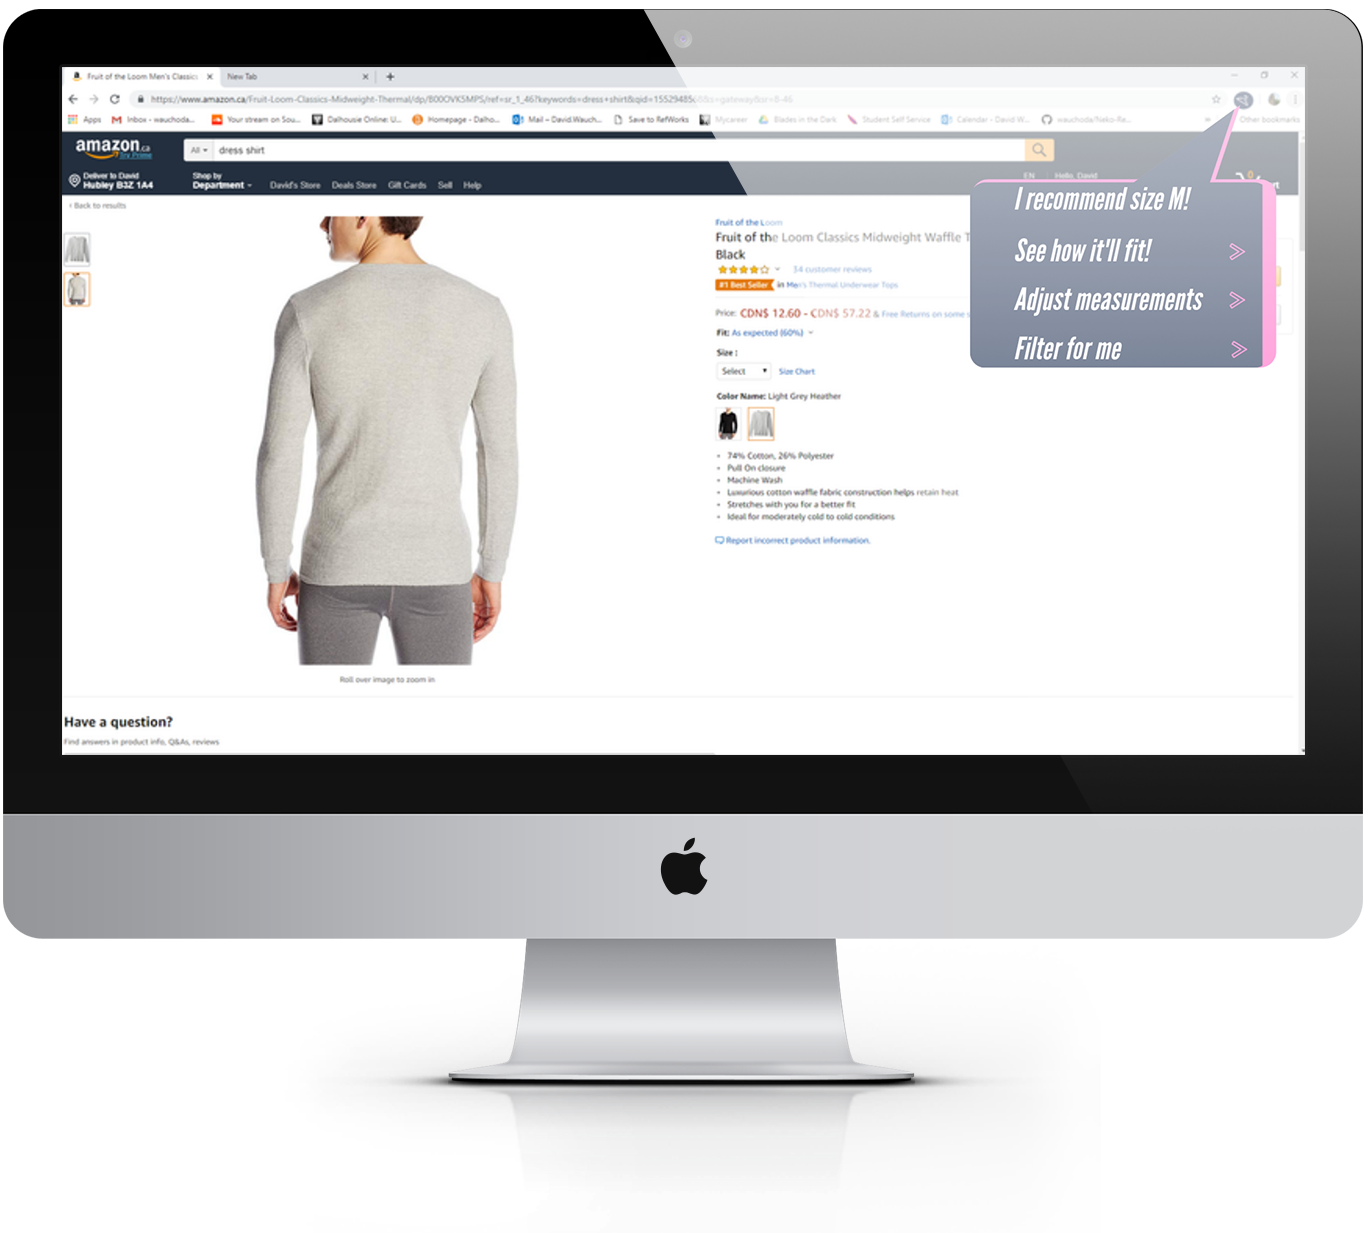 Fruit of the Loom Men's Classic
New Tab
https://www.amazon.ca/Fruit-Loom-Classics-Midweight-Thermal/dp/B00OVK5MPS/ref=sr_1_46?keywords=dress+shirt&qid=15529485
Apps
Inbox - wauchoda...
Your stream on Sou...
Dalhousie Online: U...
Homepage - Dalho...
Mail – David.Wauch...
Save to RefWorks
Mycareer
Blades in the Dark
Student Self Service
Calendar - David W...
wauchoda/Neko-Ra...
Other bookmarks
amazon.ca
Try Prime
All
dress shirt
Deliver to David
Hubley B3Z 1A4
Shop by
Department
David's Store
Deals Store
Gift Cards
Sell
Help
EN
Hello, David
0
‹ Back to results
Fruit of the Loom
Fruit of the Loom Classics Midweight Waffle T
Black
34 customer reviews
#1 Best Seller in Men's Thermal Underwear Tops
Price: CDN$ 12.60 - CDN$ 57.22 & Free Returns on some s
Fit: As expected (60%)
Size :
Select
Size Chart
Color Name: Light Grey Heather
74% Cotton, 26% Polyester
Pull On closure
Machine Wash
Luxurious cotton waffle fabric construction helps retain heat
Stretches with you for a better fit
Ideal for moderately cold to cold conditions
Report incorrect product information.
I recommend size M!
See how it'll fit!
Adjust measurements
Filter for me
Roll over image to zoom in
Have a question?
Find answers in product info, Q&As, reviews